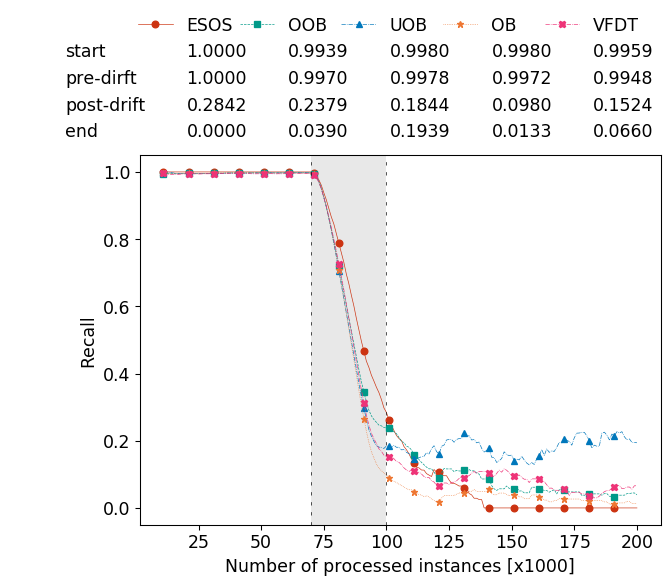 ESOS OOB UOB OB VFDT
start 1.0000 0.9939 0.9980 0.9980 0.9959
pre-dirft 1.0000 0.9970 0.9978 0.9972 0.9948
post-drift 0.2842 0.2379 0.1844 0.0980 0.1524
end 0.0000 0.0390 0.1939 0.0133 0.0660
1.0
0.8
0.6
0.4
0.2
0.0
Recall
25 50 75 100 125 150 175 200
Number of processed instances [x1000]